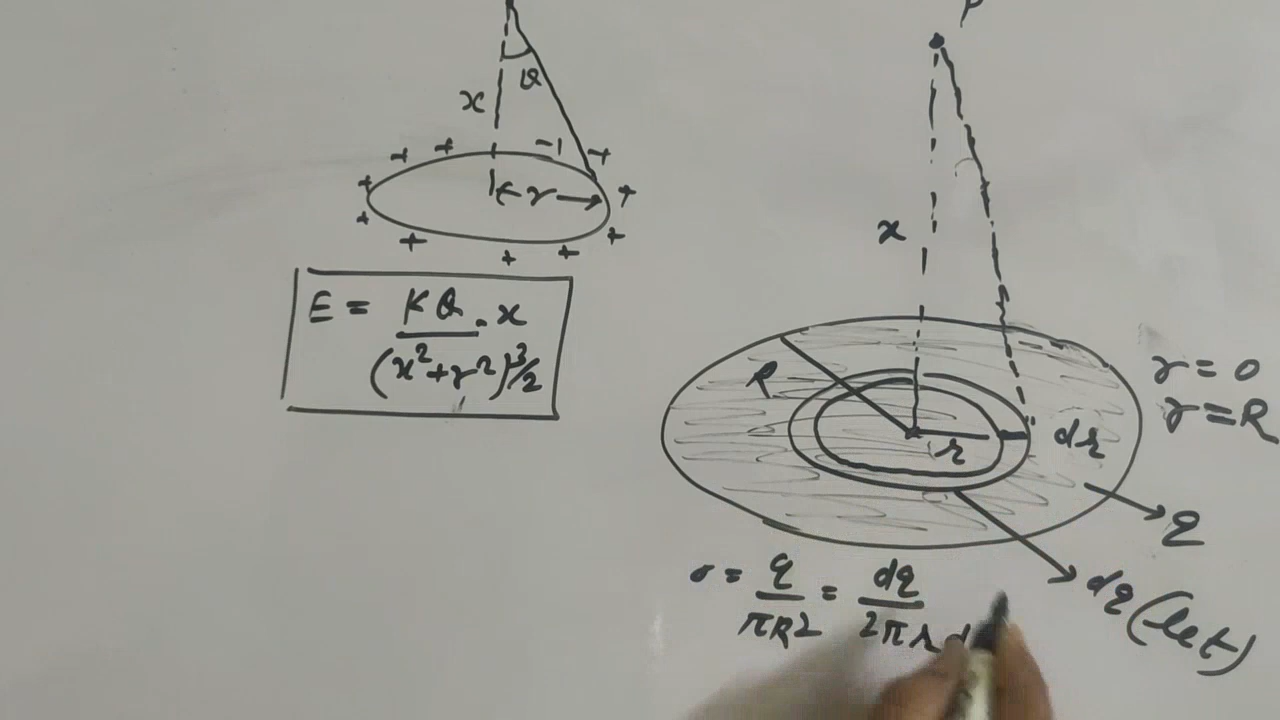 θ
x
+ + + +
+ ← r → +
+ + + + +
E = KQ . x
(x²+r²)^3/2
P
x
R
r
dr
r = 0
r = R
q
dq (let)
σ = q/πR² = dq/2πr d